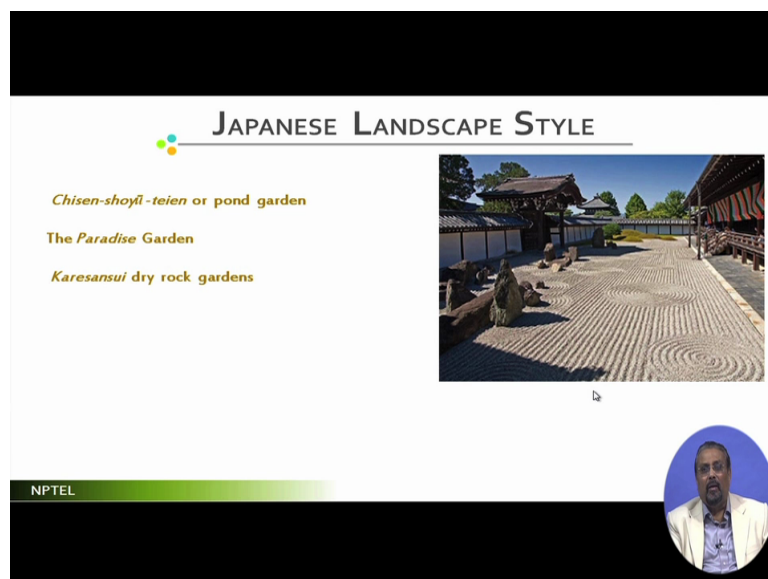 JAPANESE LANDSCAPE STYLE
Chisen-shoyū-teien or pond garden
The Paradise Garden
Karesansui dry rock gardens
NPTEL